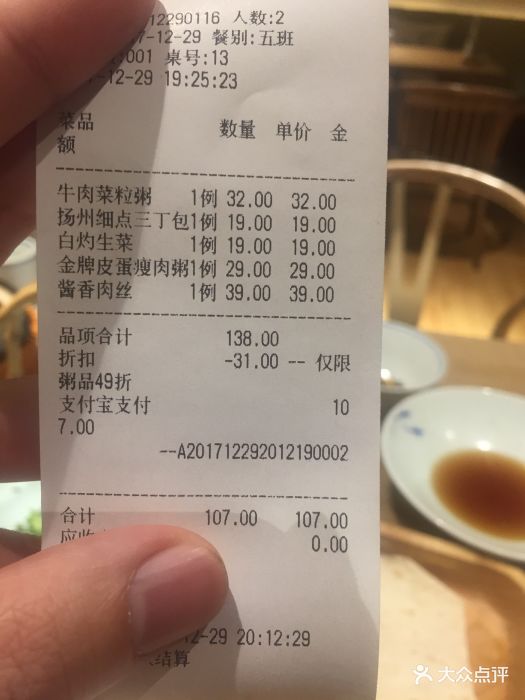 12290116 人数:2
7-12-29 餐别:五班
001 桌号:13
7-12-29 19:25:23
菜品 数量 单价 金
额
牛肉菜粒粥 1例 32.00 32.00
扬州细点三丁包1例 19.00 19.00
白灼生菜 1例 19.00 19.00
金牌皮蛋瘦肉粥1例 29.00 29.00
酱香肉丝 1例 39.00 39.00
品项合计 138.00
折扣 -31.00 -- 仅限
粥品49折
支付宝支付 10
7.00
--A201712292012190002
合计 107.00 107.00
应收 0.00
2-29 20:12:29
结算
大众点评